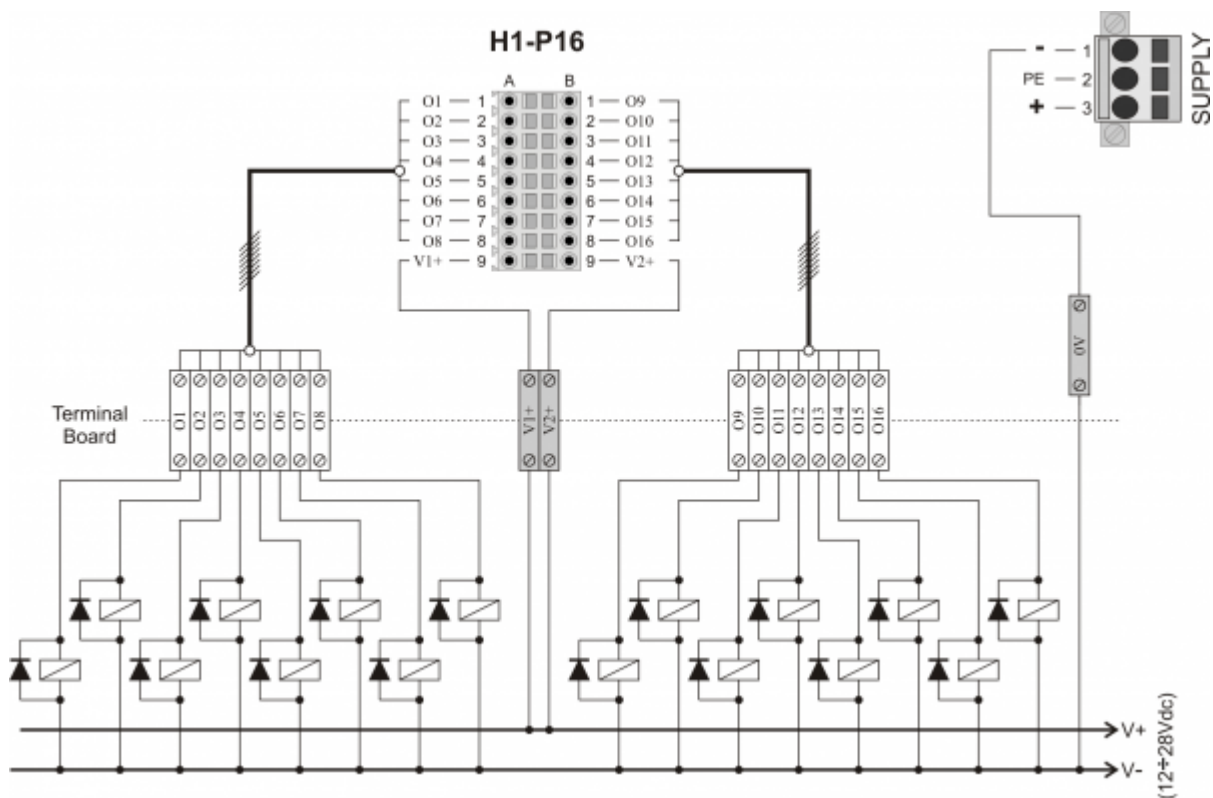 H1-P16
SUPPLY
- 1
PE 2
+ 3
A B
O1 1 1 O9
O2 2 2 O10
O3 3 3 O11
O4 4 4 O12
O5 5 5 O13
O6 6 6 O14
O7 7 7 O15
O8 8 8 O16
V1+ 9 9 V2+
0V
Terminal
Board
O1 O2 O3 O4 O5 O6 O7 O8
V1+ V2+
O9 O10 O11 O12 O13 O14 O15 O16
V+
V-
(12÷28Vdc)